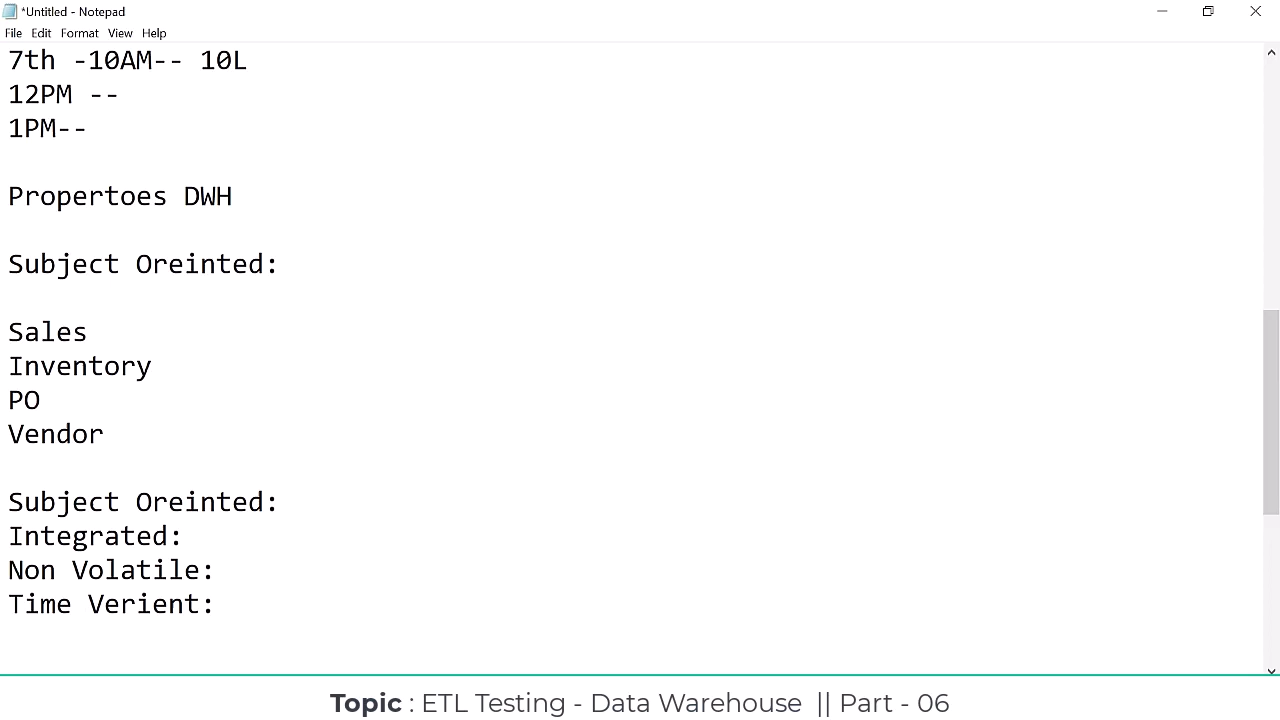 *Untitled - Notepad
File Edit Format View Help
7th -10AM-- 10L
12PM --
1PM--
Propertoes DWH
Subject Oreinted:
Sales
Inventory
PO
Vendor
Subject Oreinted:
Integrated:
Non Volatile:
Time Verient:
Topic : ETL Testing - Data Warehouse || Part - 06